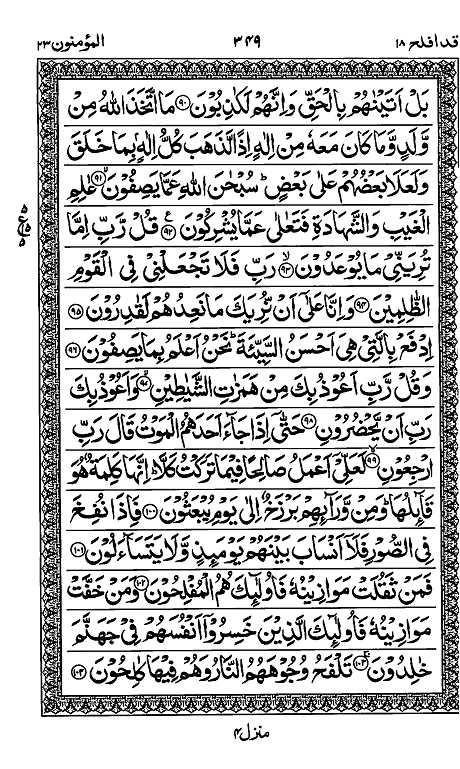 قد افلح ۱۸ ۳۴۹ المؤمنون ۲۳
بَلْ اَتَیْنٰهُمْ بِالْحَقِّ وَاِنَّهُمْ لَكٰذِبُوْنَ ﴿۹۰﴾ مَا اتَّخَذَ اللّٰهُ مِنْ
وَّلَدٍ وَّمَا كَانَ مَعَهٗ مِنْ اِلٰهٍ اِذًا لَّذَهَبَ كُلُّ اِلٰهٍۭ بِمَا خَلَقَ
وَلَعَلَا بَعْضُهُمْ عَلٰی بَعْضٍ ؕ سُبْحٰنَ اللّٰهِ عَمَّا یَصِفُوْنَ ﴿۹۱﴾ۙ عٰلِمِ
الْغَیْبِ وَالشَّهَادَةِ فَتَعٰلٰی عَمَّا یُشْرِكُوْنَ ﴿۹۲﴾ۧ قُلْ رَّبِّ اِمَّا
تُرِیَنِّیْ مَا یُوْعَدُوْنَ ﴿۹۳﴾ۙ رَبِّ فَلَا تَجْعَلْنِیْ فِی الْقَوْمِ
الظّٰلِمِیْنَ ﴿۹۴﴾ وَاِنَّا عَلٰۤی اَنْ نُّرِیَكَ مَا نَعِدُهُمْ لَقٰدِرُوْنَ ﴿۹۵﴾
اِدْفَعْ بِالَّتِیْ هِیَ اَحْسَنُ السَّیِّئَةَ ؕ نَحْنُ اَعْلَمُ بِمَا یَصِفُوْنَ ﴿۹۶﴾
وَقُلْ رَّبِّ اَعُوْذُ بِكَ مِنْ هَمَزٰتِ الشَّیٰطِیْنِ ﴿۹۷﴾ۙ وَاَعُوْذُ بِكَ
رَبِّ اَنْ یَّحْضُرُوْنِ ﴿۹۸﴾ حَتّٰۤی اِذَا جَآءَ اَحَدَهُمُ الْمَوْتُ قَالَ رَبِّ
ارْجِعُوْنِ ﴿۹۹﴾ۙ لَعَلِّیْۤ اَعْمَلُ صَالِحًا فِیْمَا تَرَكْتُ كَلَّا ؕ اِنَّهَا كَلِمَةٌ هُوَ
قَآئِلُهَا ؕ وَمِنْ وَّرَآئِهِمْ بَرْزَخٌ اِلٰی یَوْمِ یُبْعَثُوْنَ ﴿۱۰۰﴾ فَاِذَا نُفِخَ
فِی الصُّوْرِ فَلَاۤ اَنْسَابَ بَیْنَهُمْ یَوْمَئِذٍ وَّلَا یَتَسَآءَلُوْنَ ﴿۱۰۱﴾
فَمَنْ ثَقُلَتْ مَوَازِیْنُهٗ فَاُولٰٓئِكَ هُمُ الْمُفْلِحُوْنَ ﴿۱۰۲﴾ وَمَنْ خَفَّتْ
مَوَازِیْنُهٗ فَاُولٰٓئِكَ الَّذِیْنَ خَسِرُوْۤا اَنْفُسَهُمْ فِیْ جَهَنَّمَ
خٰلِدُوْنَ ﴿۱۰۳﴾ۚ تَلْفَحُ وُجُوْهَهُمُ النَّارُ وَهُمْ فِیْهَا كٰلِحُوْنَ ﴿۱۰۴﴾
منزل ۴